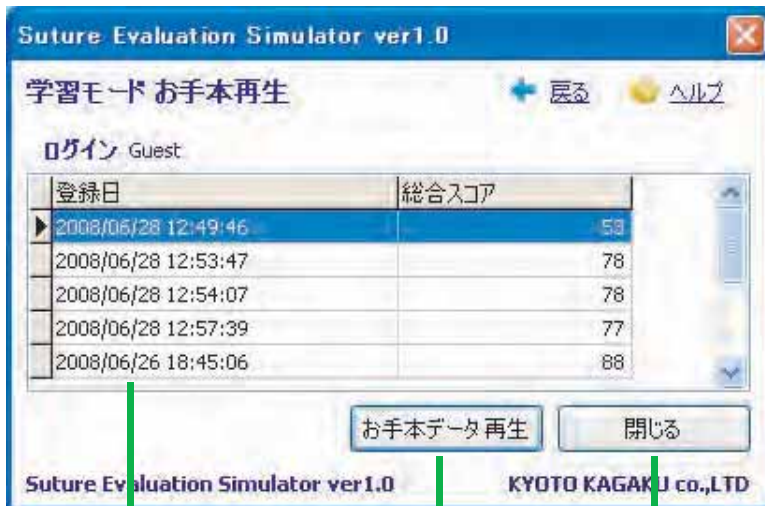 Suture Evaluation Simulator ver1.0
学習モード お手本再生 戻る ヘルプ
ログイン Guest
登録日 総合スコア
2008/06/28 12:49:46 53
2008/06/28 12:53:47 78
2008/06/28 12:54:07 78
2008/06/28 12:57:39 77
2008/06/26 18:45:06 88
お手本データ再生 閉じる
Suture Evaluation Simulator ver1.0 KYOTO KAGAKU co.,LTD